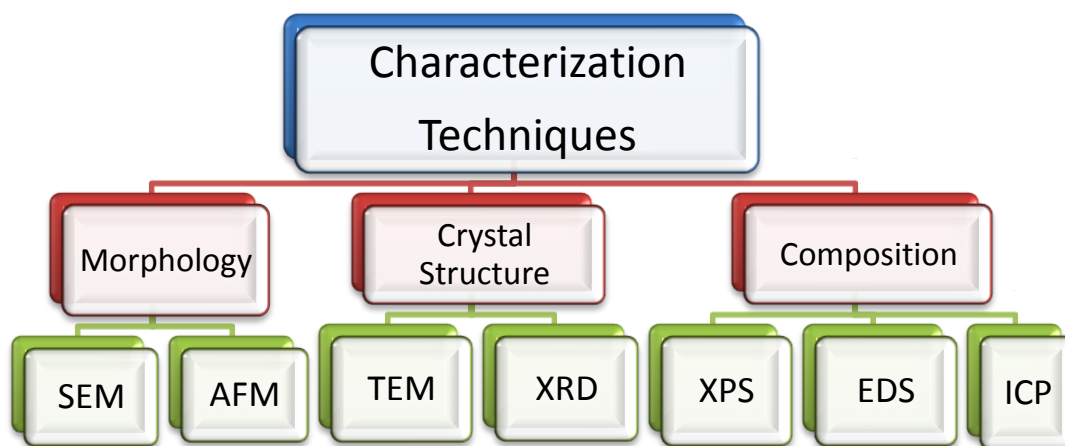 Characterization
Techniques
Morphology
Crystal
Structure
Composition
SEM
AFM
TEM
XRD
XPS
EDS
ICP